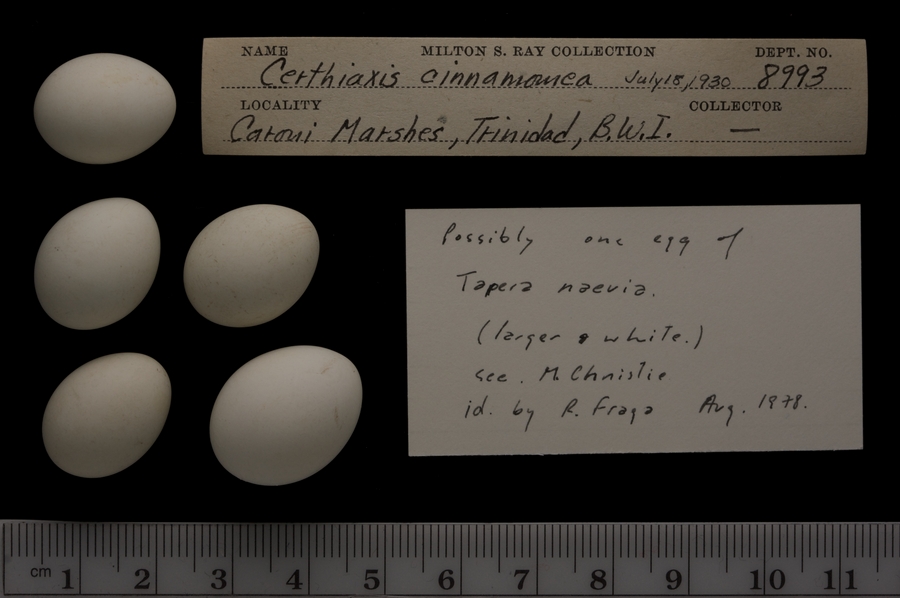 NAME MILTON S. RAY COLLECTION DEPT. NO.
Certhiaxis cinnamomea July 18, 1930 8993
LOCALITY COLLECTOR
Caroni Marshes, Trinidad, B.W.I. —
Possibly one egg of
Tapera naevia.
(larger & white.)
see. M. Christie
id. by R. Fraga Aug. 1978.
cm 1 2 3 4 5 6 7 8 9 10 11